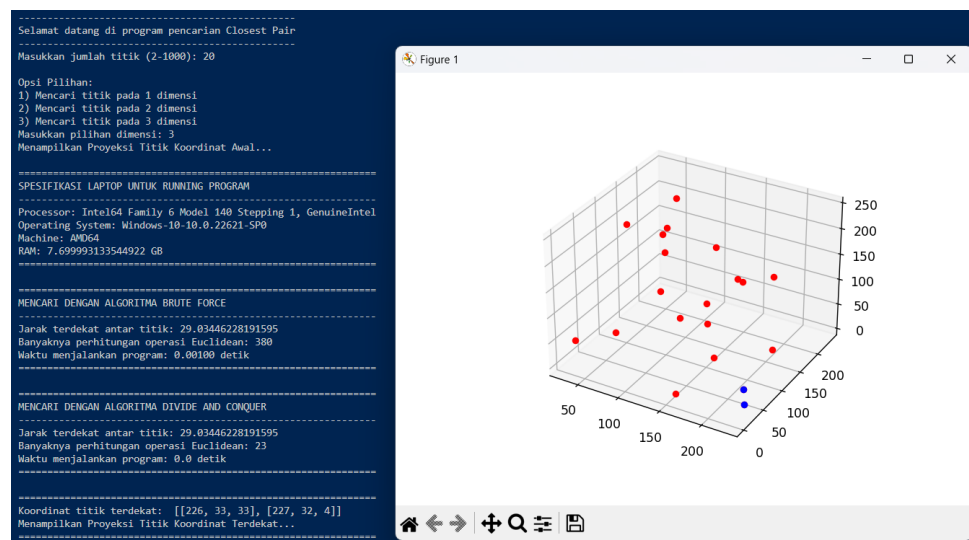 ------------------------------------------------
Selamat datang di program pencarian Closest Pair
------------------------------------------------
Masukkan jumlah titik (2-1000): 20
Opsi Pilihan:
1) Mencari titik pada 1 dimensi
2) Mencari titik pada 2 dimensi
3) Mencari titik pada 3 dimensi
Masukkan pilihan dimensi: 3
Menampilkan Proyeksi Titik Koordinat Awal...
==============================================================
SPESIFIKASI LAPTOP UNTUK RUNNING PROGRAM
--------------------------------------------------------------
Processor: Intel64 Family 6 Model 140 Stepping 1, GenuineIntel
Operating System: Windows-10-10.0.22621-SP0
Machine: AMD64
RAM: 7.699993133544922 GB
==============================================================
==============================================================
MENCARI DENGAN ALGORITMA BRUTE FORCE
--------------------------------------------------------------
Jarak terdekat antar titik: 29.03446228191595
Banyaknya perhitungan operasi Euclidean: 380
Waktu menjalankan program: 0.00100 detik
==============================================================
==============================================================
MENCARI DENGAN ALGORITMA DIVIDE AND CONQUER
--------------------------------------------------------------
Jarak terdekat antar titik: 29.03446228191595
Banyaknya perhitungan operasi Euclidean: 23
Waktu menjalankan program: 0.0 detik
==============================================================
==============================================================
Koordinat titik terdekat:  [[226, 33, 33], [227, 32, 4]]
Menampilkan Proyeksi Titik Koordinat Terdekat...
==============================================================
Figure 1
250
200
150
100
50
0
50
100
150
200
0
50
100
150
200